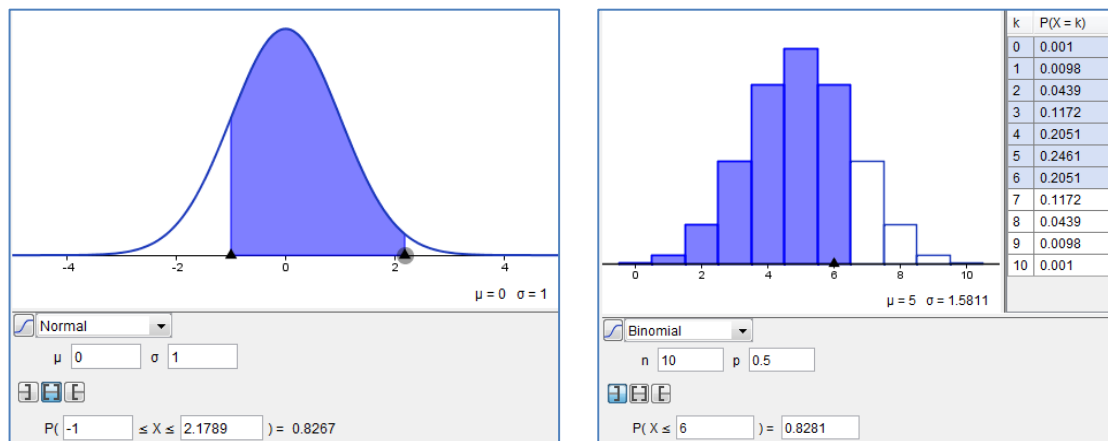 -4 -2 0 2 4
μ = 0 σ = 1
Normal
μ 0 σ 1
P( -1 ≤ X ≤ 2.1789 ) = 0.8267
k P(X = k)
0 0.001
1 0.0098
2 0.0439
3 0.1172
4 0.2051
5 0.2461
6 0.2051
7 0.1172
8 0.0439
9 0.0098
10 0.001
0 2 4 6 8 10
μ = 5 σ = 1.5811
Binomial
n 10 p 0.5
P( X ≤ 6 ) = 0.8281